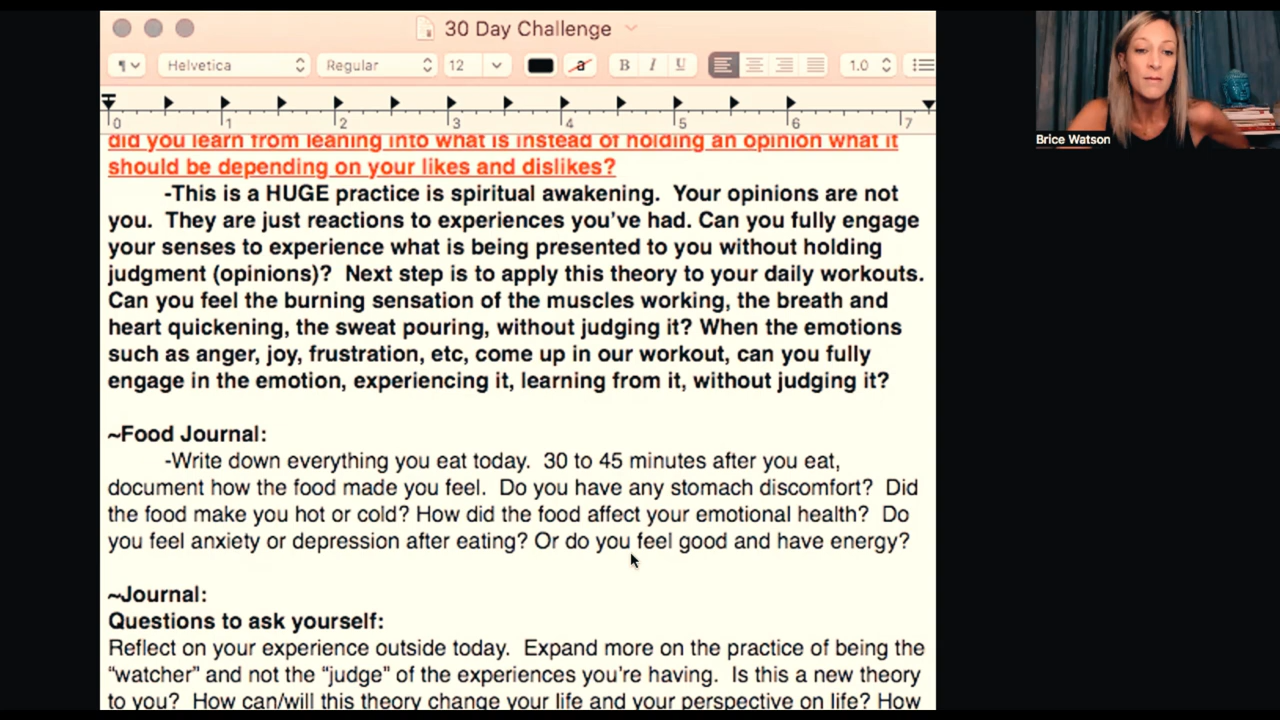 30 Day Challenge
Helvetica Regular 12 a B I U 1.0
0 1 2 3 4 5 6 7
did you learn from leaning into what is instead of holding an opinion what it
should be depending on your likes and dislikes?
-This is a HUGE practice is spiritual awakening. Your opinions are not
you. They are just reactions to experiences you've had. Can you fully engage
your senses to experience what is being presented to you without holding
judgment (opinions)? Next step is to apply this theory to your daily workouts.
Can you feel the burning sensation of the muscles working, the breath and
heart quickening, the sweat pouring, without judging it? When the emotions
such as anger, joy, frustration, etc, come up in our workout, can you fully
engage in the emotion, experiencing it, learning from it, without judging it?
~Food Journal:
-Write down everything you eat today. 30 to 45 minutes after you eat,
document how the food made you feel. Do you have any stomach discomfort? Did
the food make you hot or cold? How did the food affect your emotional health? Do
you feel anxiety or depression after eating? Or do you feel good and have energy?
~Journal:
Questions to ask yourself:
Reflect on your experience outside today. Expand more on the practice of being the
“watcher” and not the “judge” of the experiences you're having. Is this a new theory
to you? How can/will this theory change your life and your perspective on life? How
Brice Watson